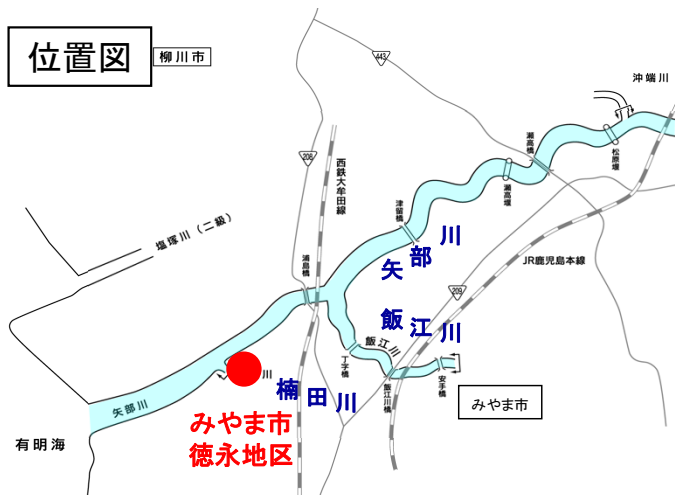 位置図
柳川市
443
沖端川
瀬高橋
松原堰
208
西鉄大牟田線
瀬高堰
津留橋
矢部川
塩塚川（二級）
浦島橋
JR鹿児島本線
209
飯江川
飯江川
丁字橋
安手橋
飯江川橋
川
楠田川
みやま市
矢部川
みやま市
徳永地区
有明海